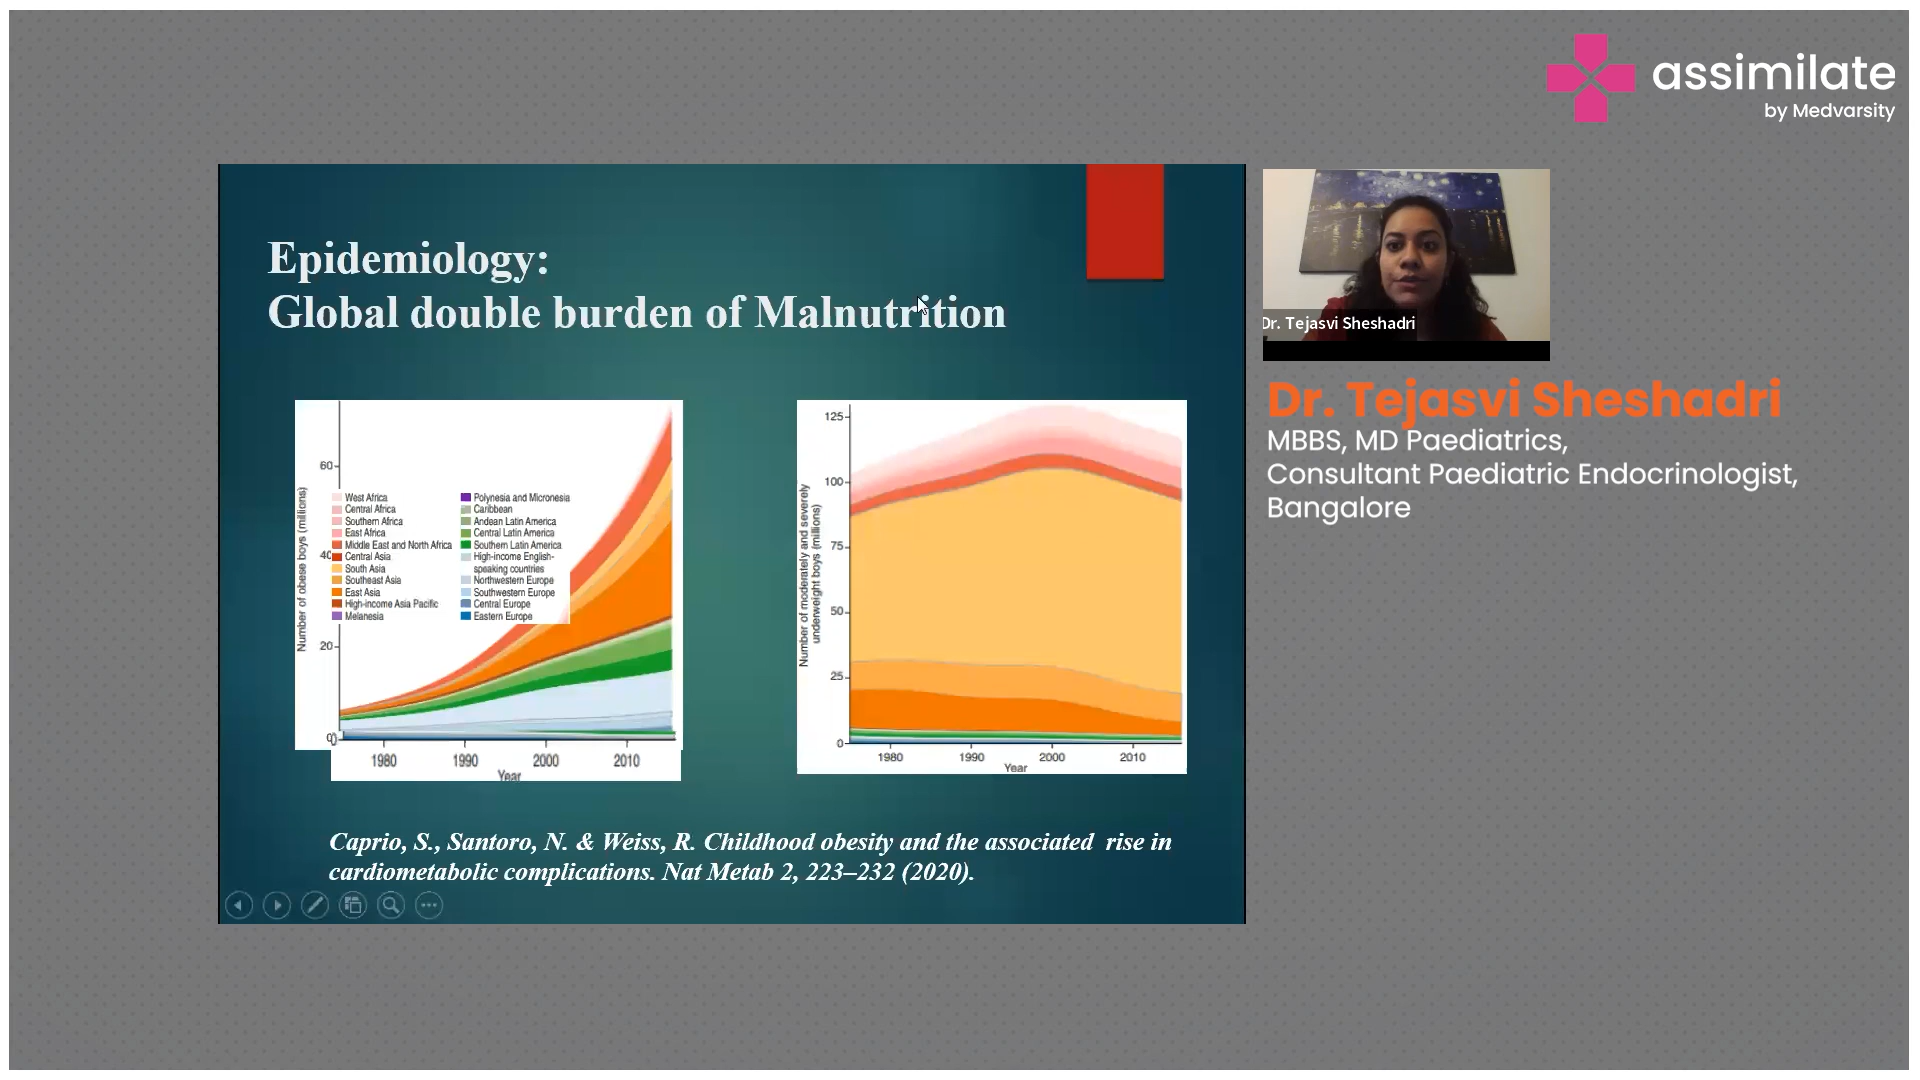 assimilate
by Medvarsity
Epidemiology:
Global double burden of Malnutrition
Number of obese boys (millions)
60
40
20
0
0
West Africa
Central Africa
Southern Africa
East Africa
Middle East and North Africa
Central Asia
South Asia
Southeast Asia
East Asia
High-income Asia Pacific
Melanesia
Polynesia and Micronesia
Caribbean
Andean Latin America
Central Latin America
Southern Latin America
High-income English-
speaking countries
Northwestern Europe
Southwestern Europe
Central Europe
Eastern Europe
1980 1990 2000 2010
Year
Number of moderately and severely
underweight boys (millions)
125
100
75
50
25
0
1980 1990 2000 2010
Year
Caprio, S., Santoro, N. & Weiss, R. Childhood obesity and the associated rise in
cardiometabolic complications. Nat Metab 2, 223–232 (2020).
Dr. Tejasvi Sheshadri
Dr. Tejasvi Sheshadri
MBBS, MD Paediatrics,
Consultant Paediatric Endocrinologist,
Bangalore